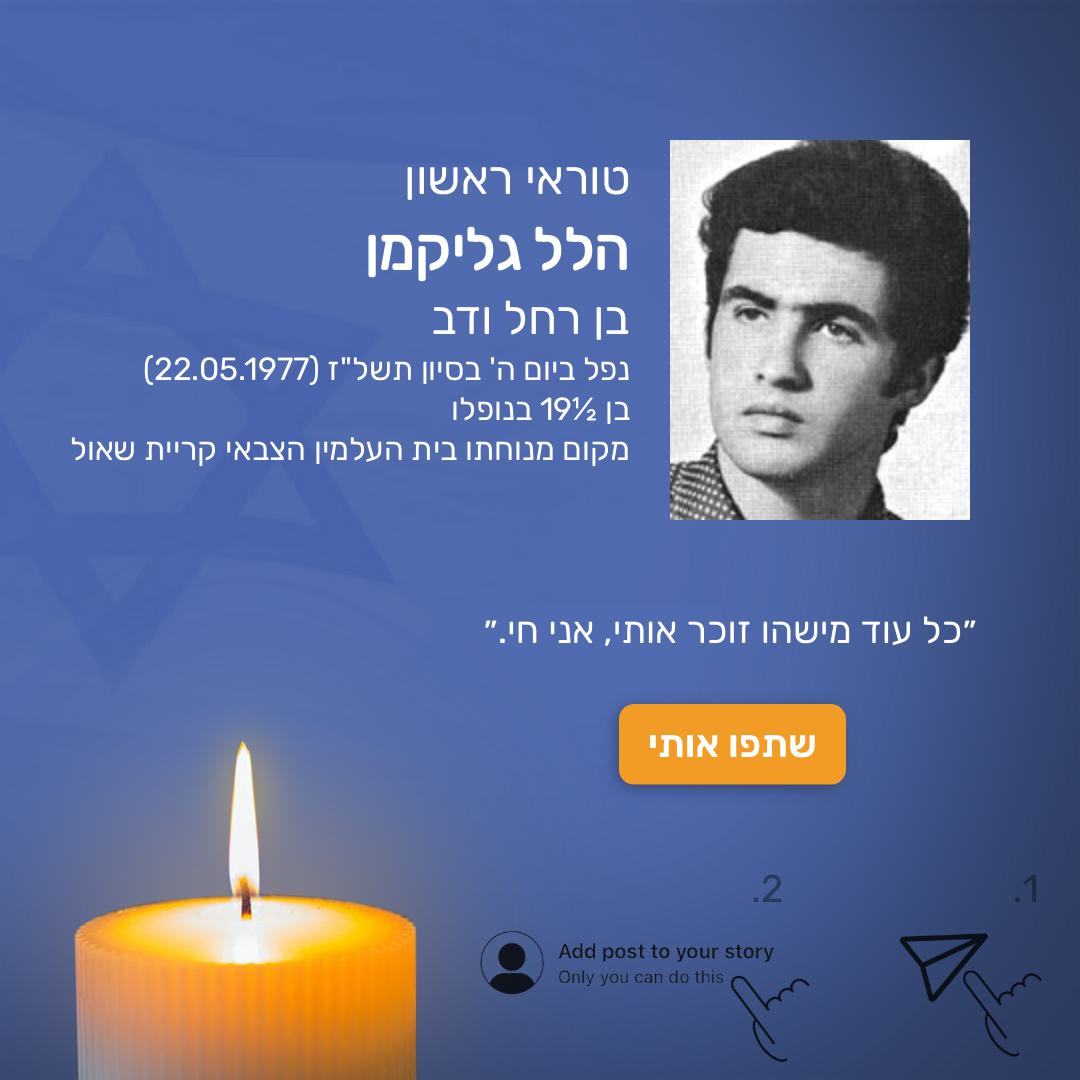 טוראי ראשון
הלל גליקמן
בן רחל ודב
נפל ביום ה' בסיון תשל"ז (22.05.1977)
בן 19½ בנופלו
מקום מנוחתו בית העלמין הצבאי קריית שאול
״כל עוד מישהו זוכר אותי, אני חי.״
שתפו אותי
1.
2.
Add post to your story
Only you can do this